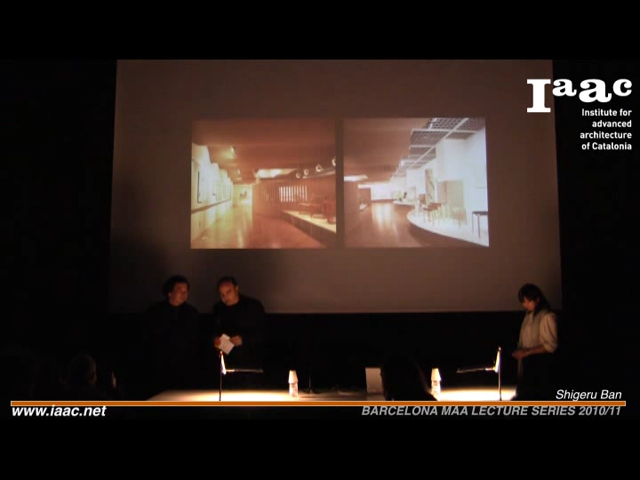 Iaac
Institute for
advanced
architecture
of Catalonia
Shigeru Ban
www.iaac.net
BARCELONA MAA LECTURE SERIES 2010/11